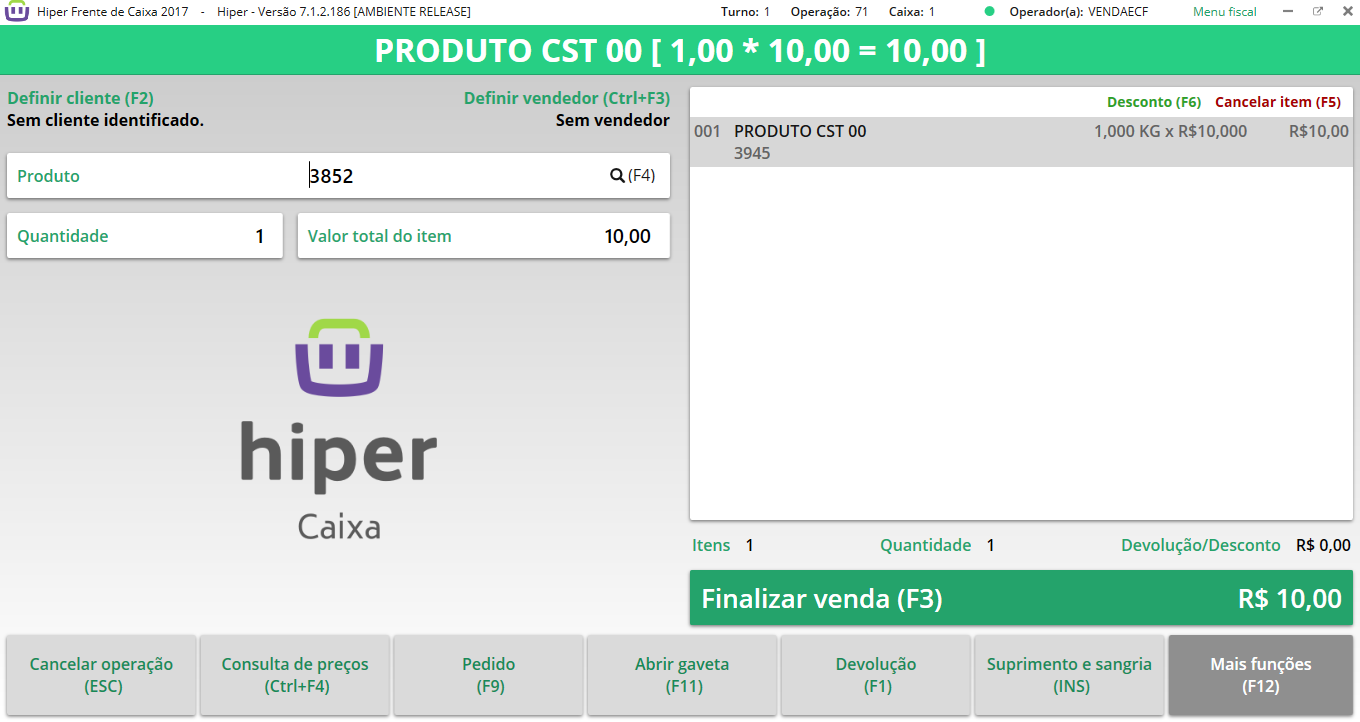 Hiper Frente de Caixa 2017 - Hiper - Versão 7.1.2.186 [AMBIENTE RELEASE] Turno: 1 Operação: 71 Caixa: 1 Operador(a): VENDAECF Menu fiscal
PRODUTO CST 00 [ 1,00 * 10,00 = 10,00 ]
Definir cliente (F2) Definir vendedor (Ctrl+F3)
Sem cliente identificado. Sem vendedor
Produto 3852 (F4)
Quantidade 1 Valor total do item 10,00
hiper
Caixa
Desconto (F6) Cancelar item (F5)
001 PRODUTO CST 00 1,000 KG x R$10,000 R$10,00
3945
Itens 1 Quantidade 1 Devolução/Desconto R$ 0,00
Finalizar venda (F3) R$ 10,00
Cancelar operação (ESC)
Consulta de preços (Ctrl+F4)
Pedido (F9)
Abrir gaveta (F11)
Devolução (F1)
Suprimento e sangria (INS)
Mais funções (F12)